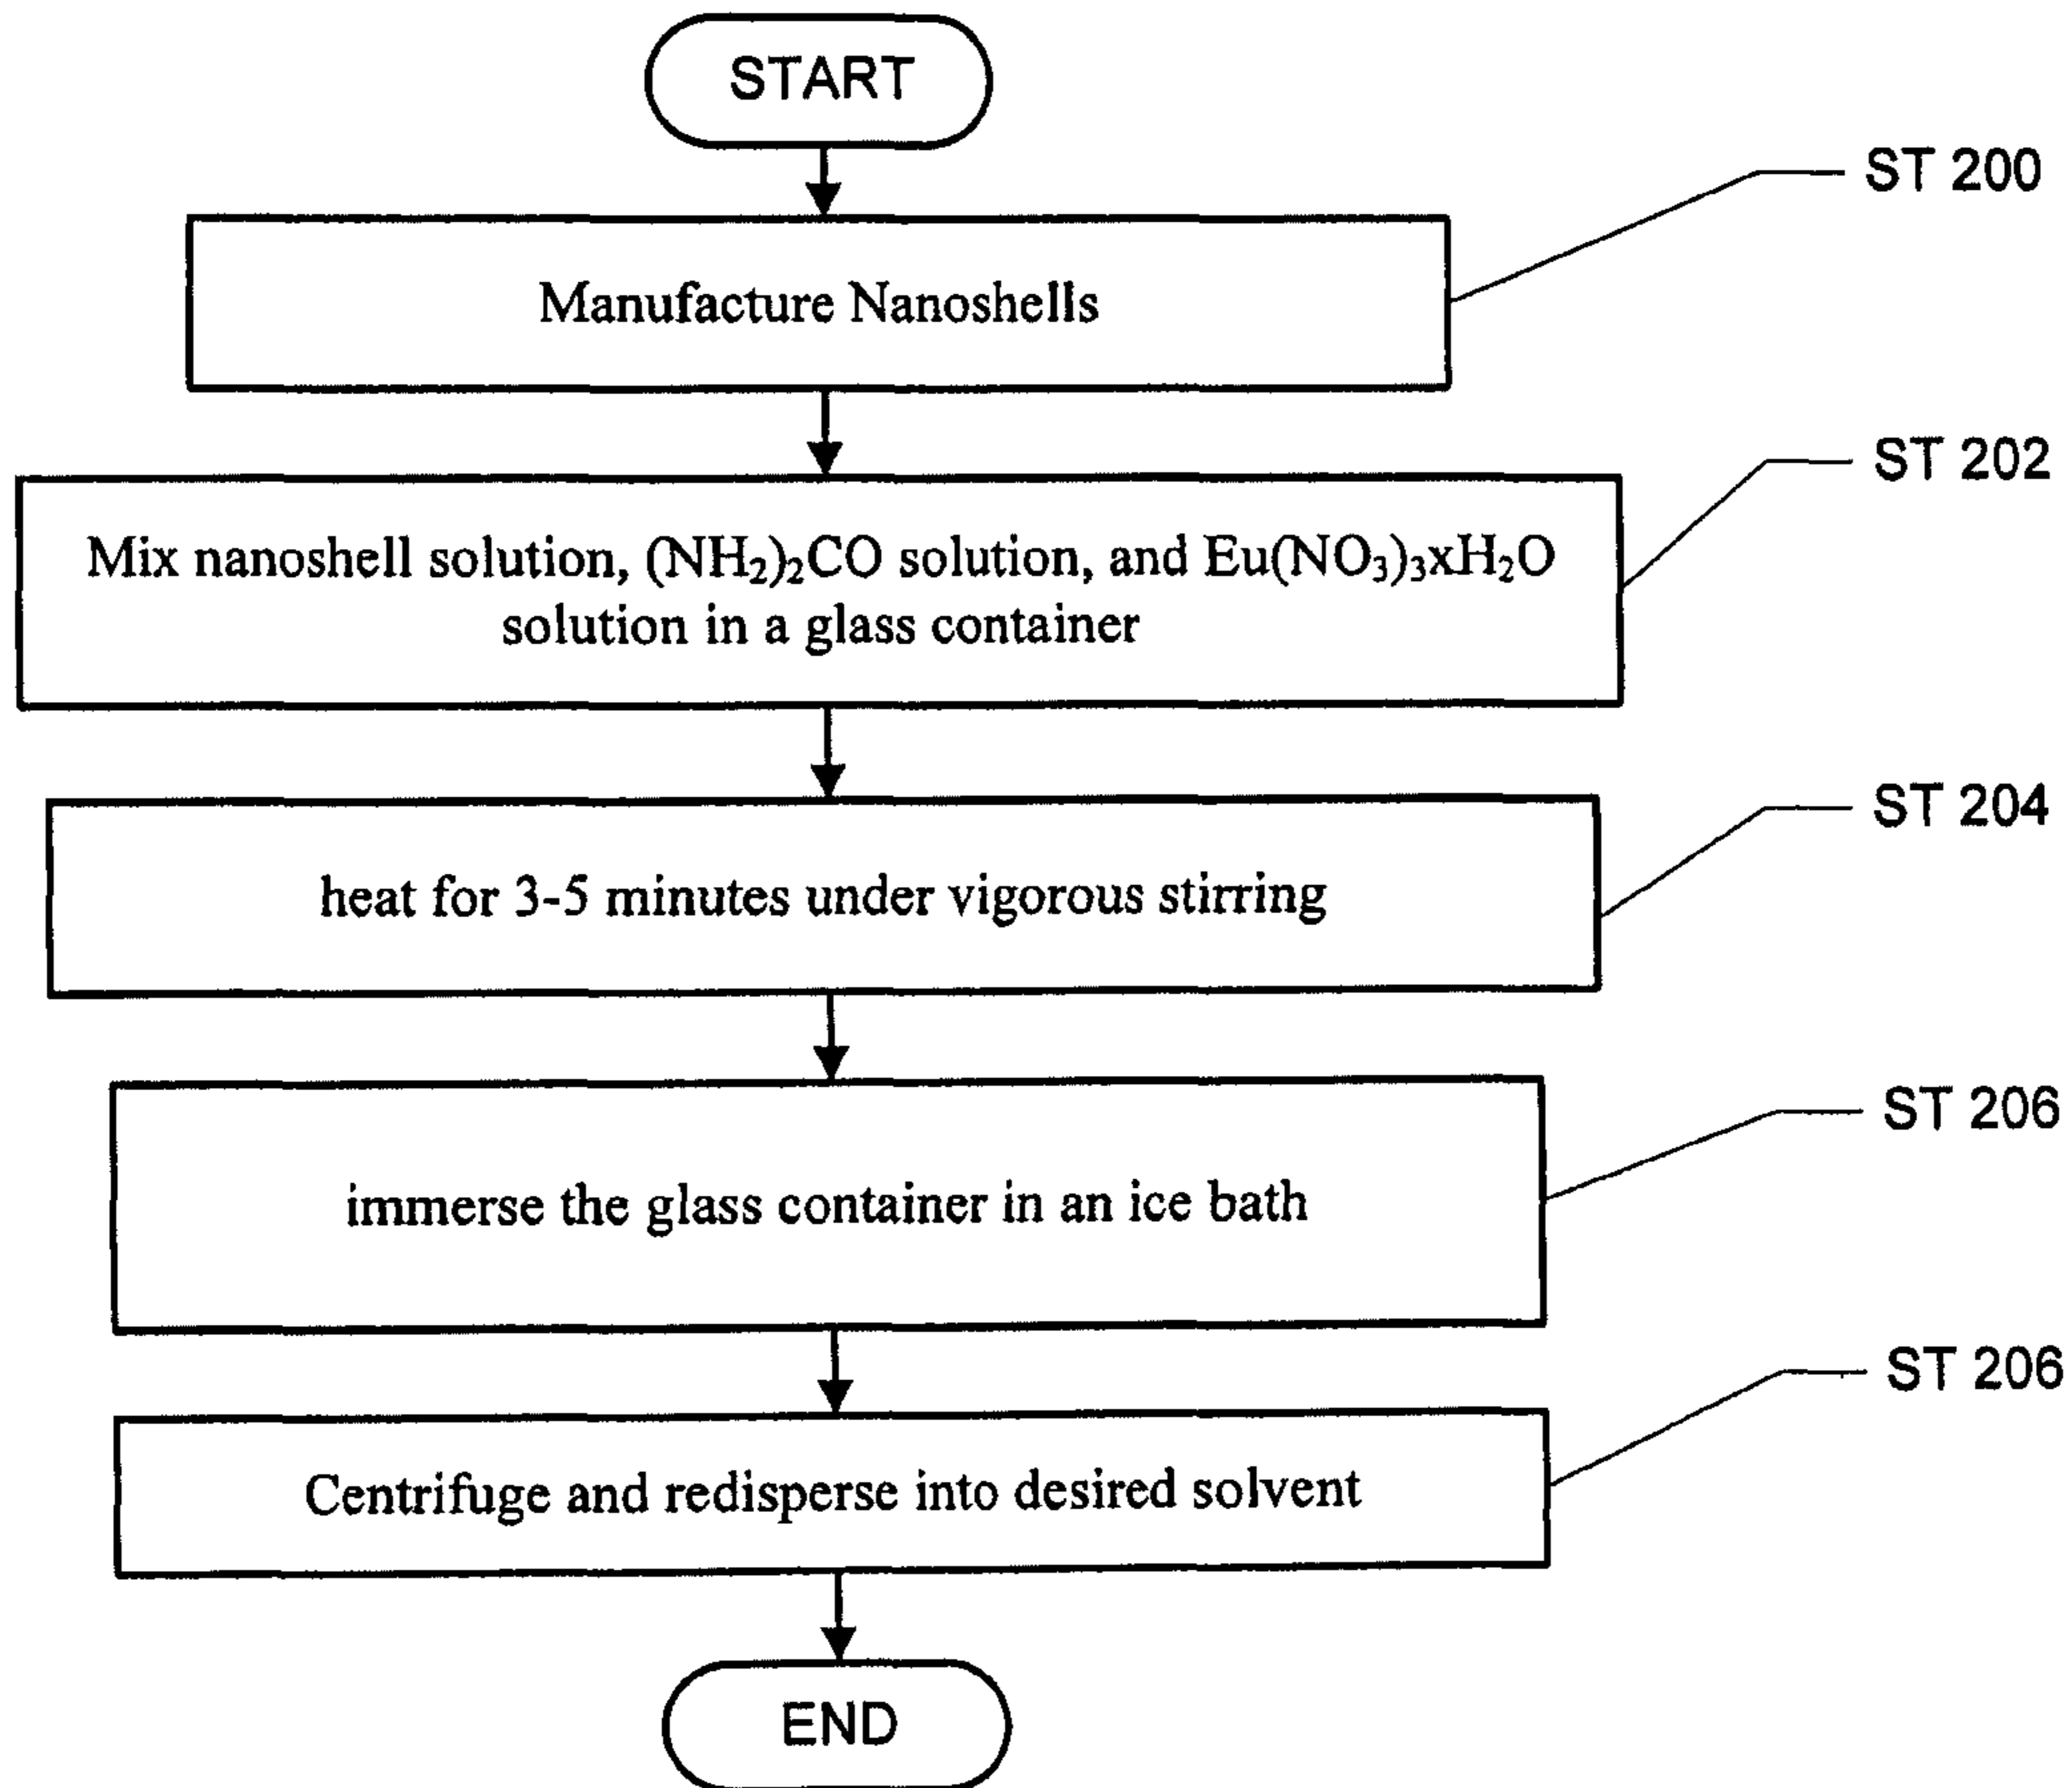 START
ST 200
Manufacture Nanoshells
ST 202
Mix nanoshell solution, (NH₂)₂CO solution, and Eu(NO₃)₃xH₂O
solution in a glass container
ST 204
heat for 3-5 minutes under vigorous stirring
ST 206
immerse the glass container in an ice bath
ST 206
Centrifuge and redisperse into desired solvent
END